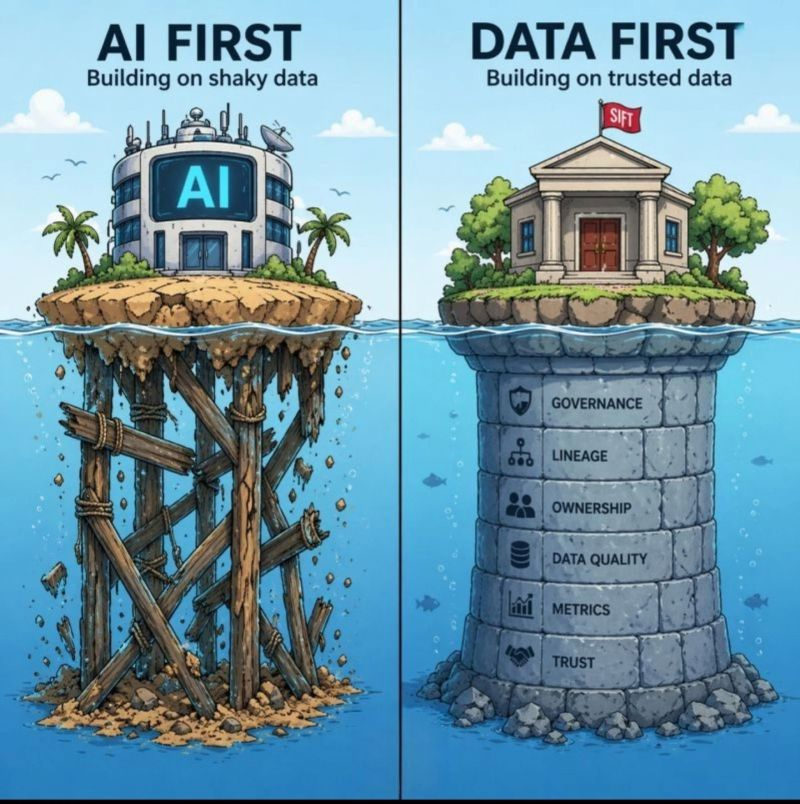 AI FIRST
Building on shaky data
AI
DATA FIRST
Building on trusted data
SIFT
GOVERNANCE
LINEAGE
OWNERSHIP
DATA QUALITY
METRICS
TRUST